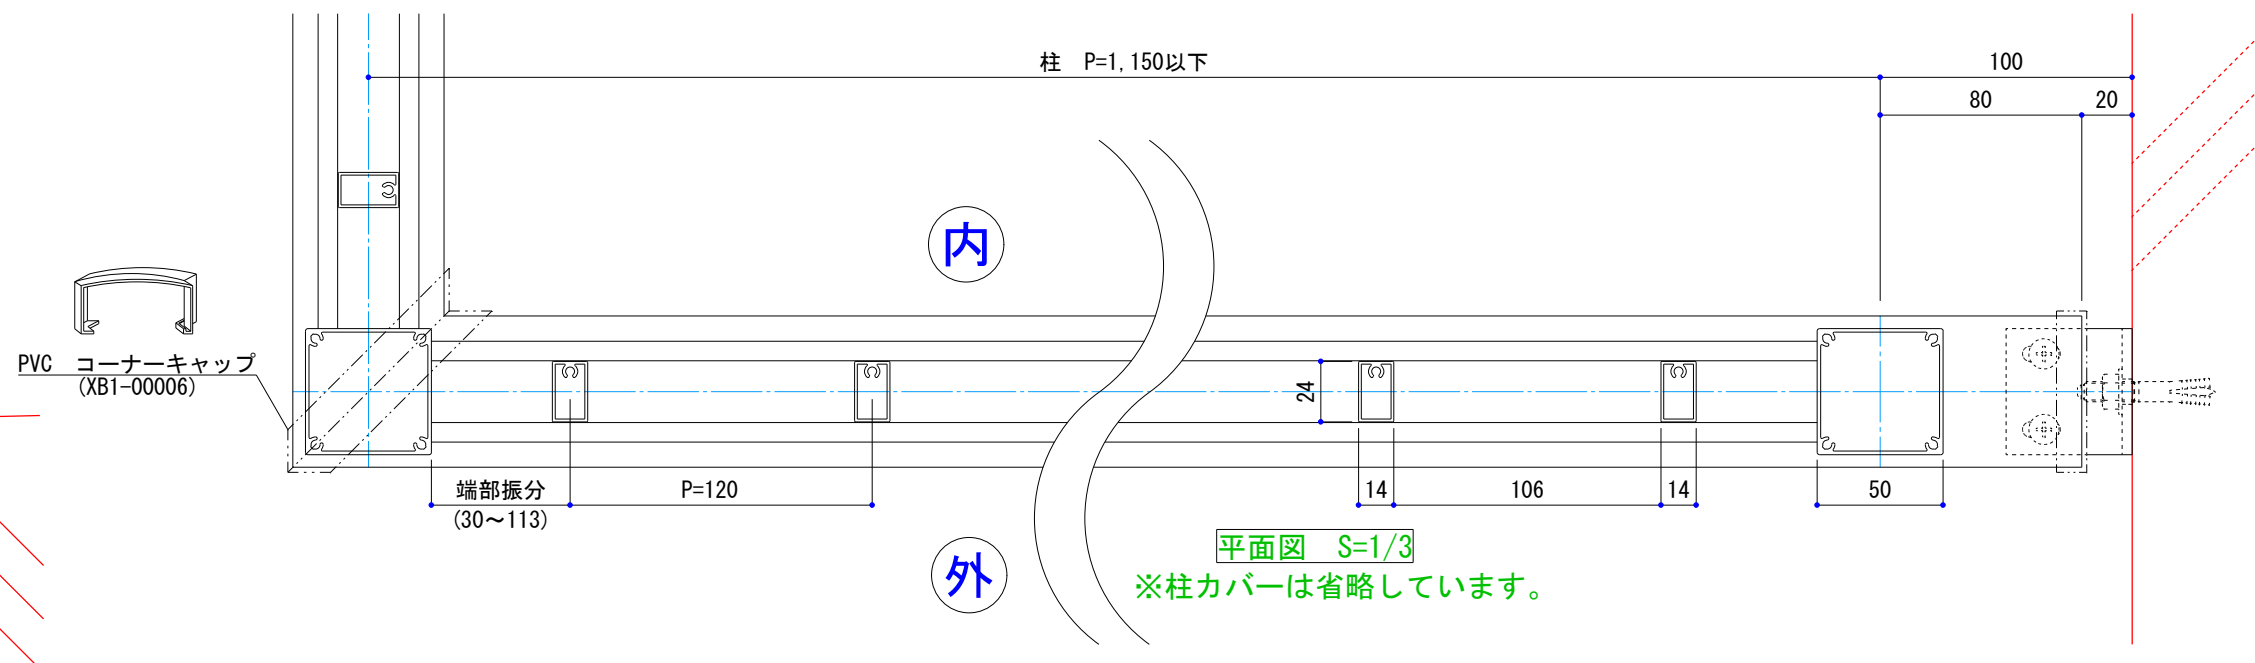 柱　P=1,150以下
100
80
20
内
PVC　コーナーキャップ
(XB1-00006)
24
端部振分
(30～113)
P=120
14
106
14
50
平面図　S=1/3
※柱カバーは省略しています。
外